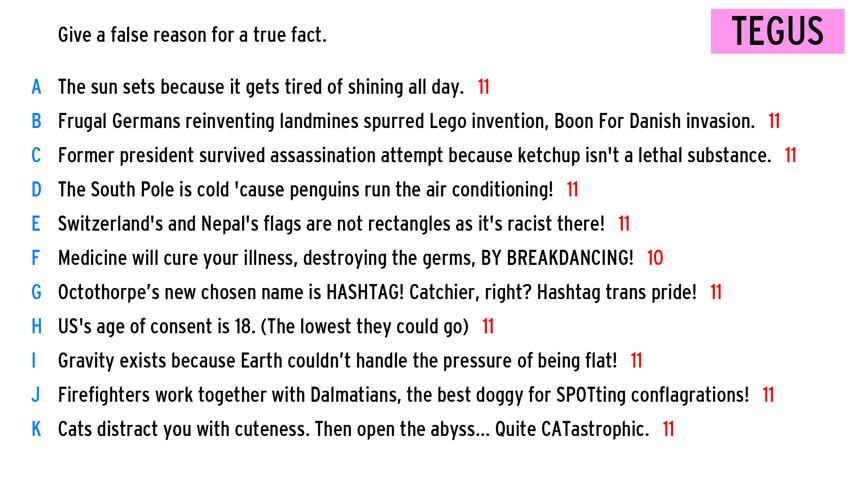 Give a false reason for a true fact.
TEGUS
A The sun sets because it gets tired of shining all day. 11
B Frugal Germans reinventing landmines spurred Lego invention, Boon For Danish invasion. 11
C Former president survived assassination attempt because ketchup isn't a lethal substance. 11
D The South Pole is cold 'cause penguins run the air conditioning! 11
E Switzerland's and Nepal's flags are not rectangles as it's racist there! 11
F Medicine will cure your illness, destroying the germs, BY BREAKDANCING! 10
G Octothorpe’s new chosen name is HASHTAG! Catchier, right? Hashtag trans pride! 11
H US's age of consent is 18. (The lowest they could go) 11
I Gravity exists because Earth couldn’t handle the pressure of being flat! 11
J Firefighters work together with Dalmatians, the best doggy for SPOTting conflagrations! 11
K Cats distract you with cuteness. Then open the abyss... Quite CATastrophic. 11